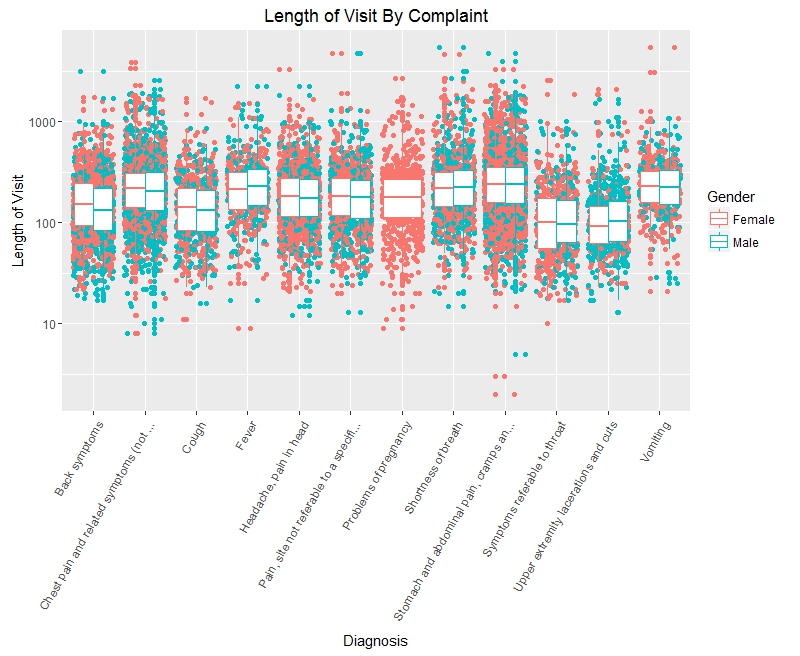 Length of Visit By Complaint
Length of Visit
1000
100
10
Back symptoms
Chest pain and related symptoms (not ...
Cough
Fever
Headache, pain in head
Pain, site not referable to a specifi...
Problems of pregnancy
Shortness of breath
Stomach and abdominal pain, cramps an...
Symptoms referable to throat
Upper extremity lacerations and cuts
Vomiting
Diagnosis
Gender
Female
Male